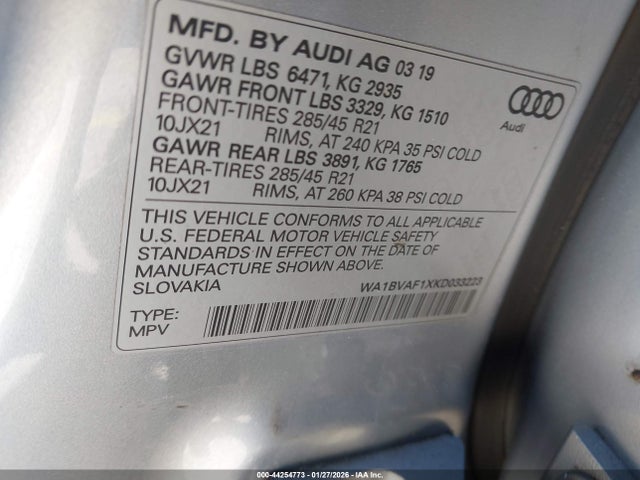 MFD. BY AUDI AG 03 19
GVWR LBS 6471, KG 2935
GAWR FRONT LBS 3329, KG 1510
FRONT-TIRES 285/45 R21
10JX21 RIMS, AT 240 KPA 35 PSI COLD
GAWR REAR LBS 3891, KG 1765
REAR-TIRES 285/45 R21
10JX21 RIMS, AT 260 KPA 38 PSI COLD
Audi
THIS VEHICLE CONFORMS TO ALL APPLICABLE
U.S. FEDERAL MOTOR VEHICLE SAFETY
STANDARDS IN EFFECT ON THE DATE OF
MANUFACTURE SHOWN ABOVE.
SLOVAKIA WA1BVAF1XKD033223
TYPE:
MPV
000-44254773 | 01/27/2026 | IAA Inc.